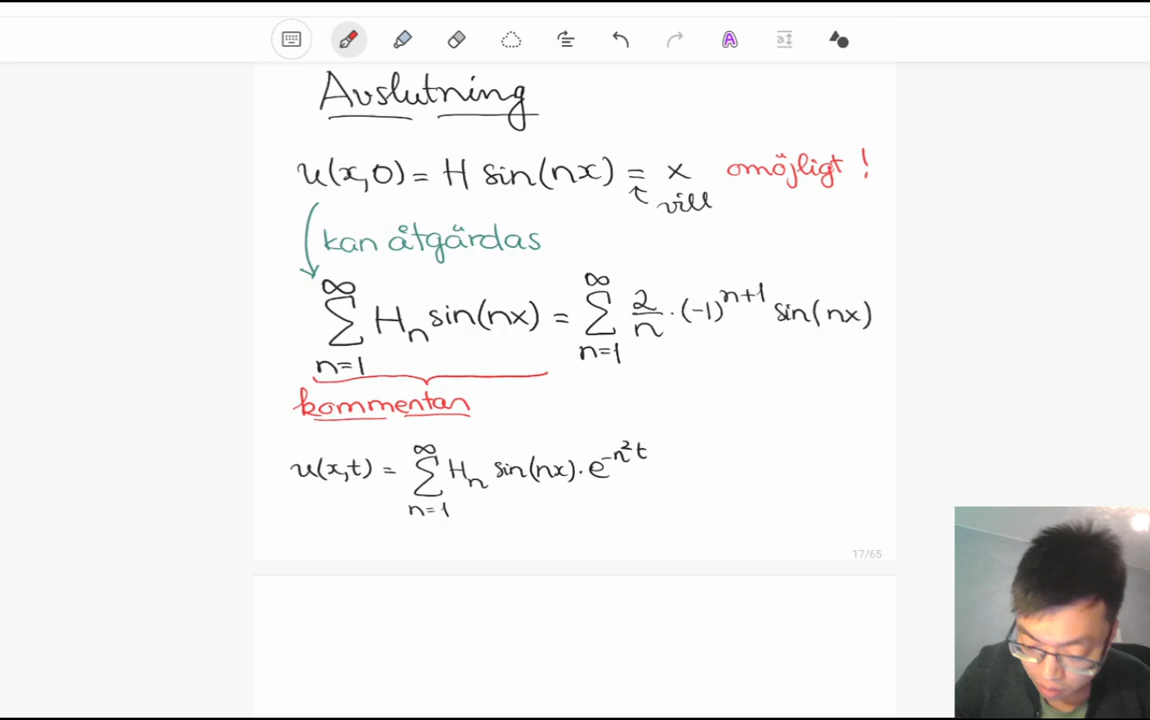 Avslutning
u(x,0) = H sin(nx) = x omöjligt !
↑ vill
kan åtgärdas
∞ ∑ n=1 Hₙ sin(nx) = ∞ ∑ n=1 2/n · (-1)ⁿ⁺¹ sin(nx)
kommentan
u(x,t) = ∞ ∑ n=1 Hₙ sin(nx) · e^-n²t
17/65